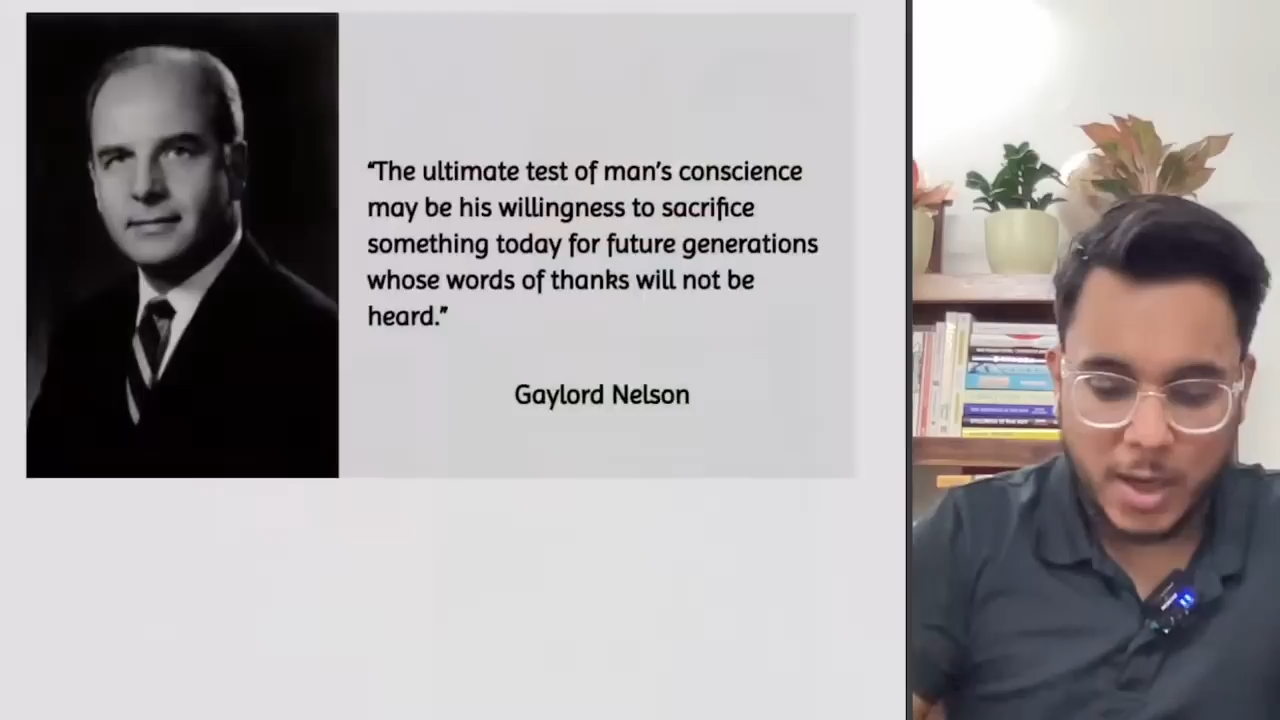 “The ultimate test of man’s conscience
may be his willingness to sacrifice
something today for future generations
whose words of thanks will not be
heard.”
Gaylord Nelson